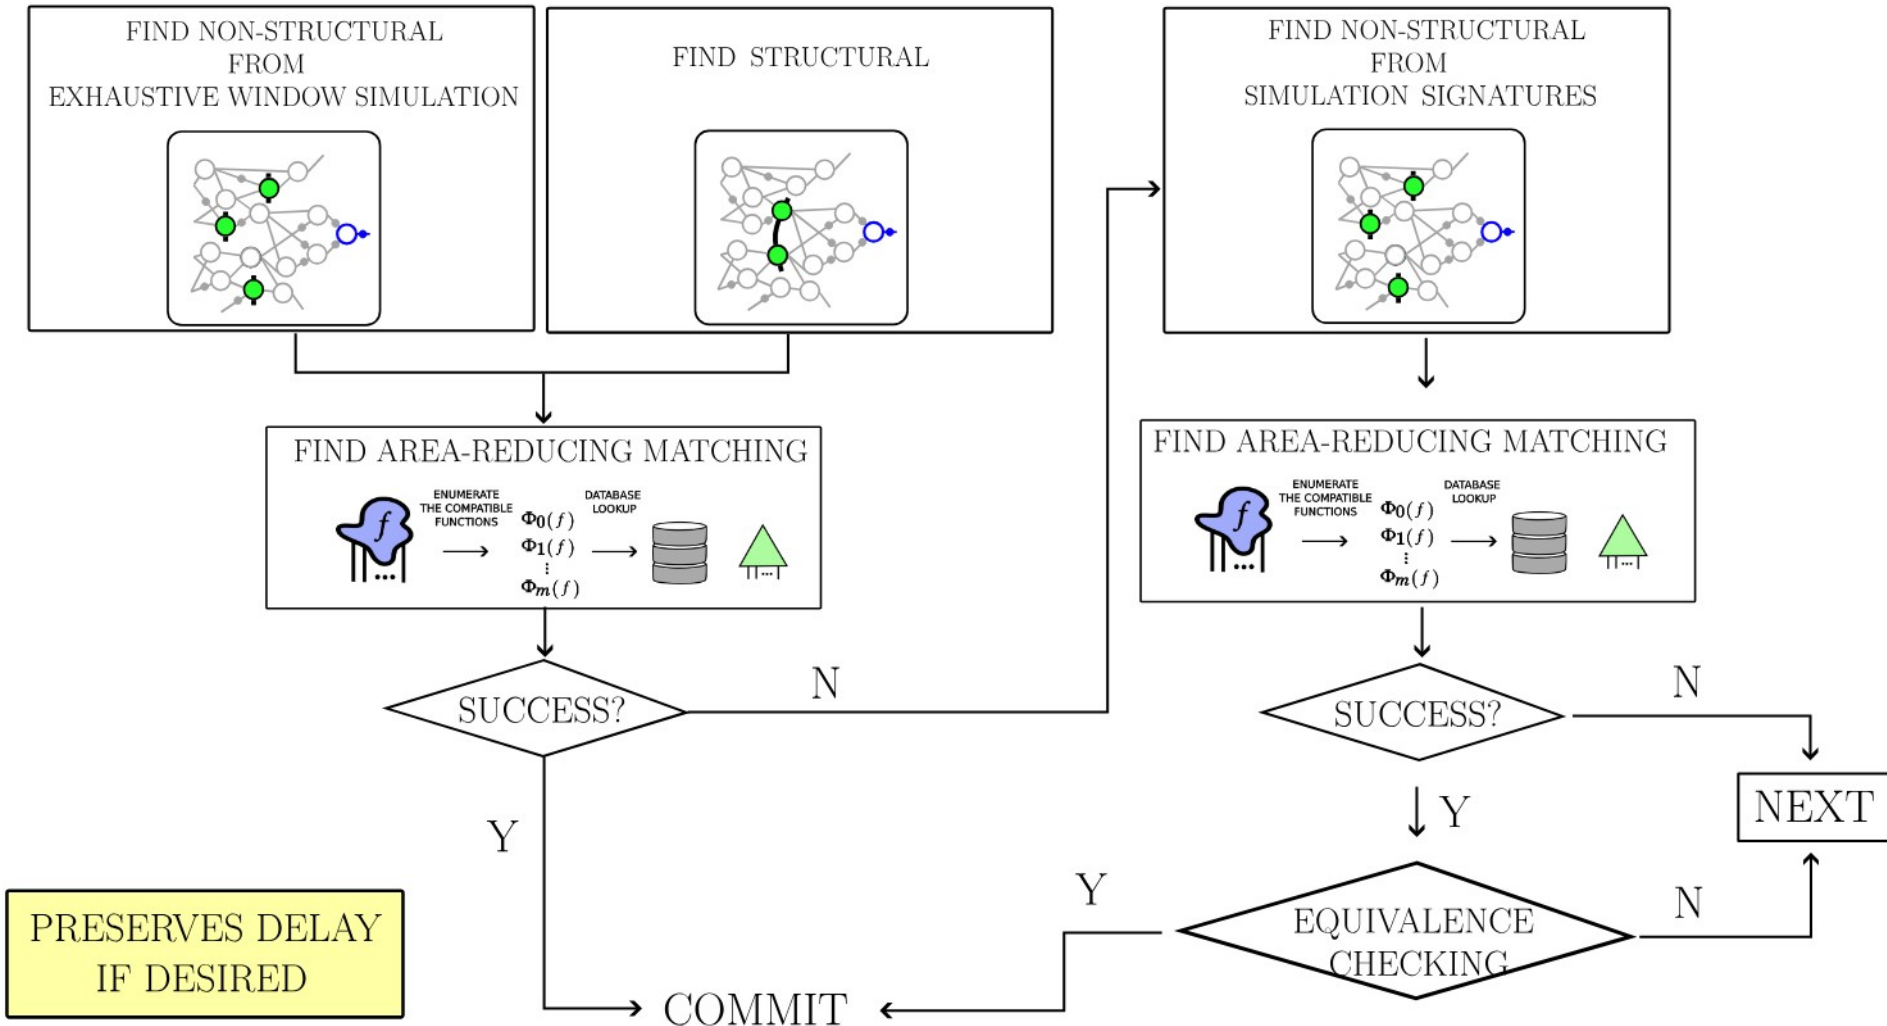 FIND NON-STRUCTURAL
FROM
EXHAUSTIVE WINDOW SIMULATION
FIND STRUCTURAL
FIND NON-STRUCTURAL
FROM
SIMULATION SIGNATURES
FIND AREA-REDUCING MATCHING
f
...
ENUMERATE
THE COMPATIBLE
FUNCTIONS
Φ0(f)
Φ1(f)
⋮
Φm(f)
DATABASE
LOOKUP
...
FIND AREA-REDUCING MATCHING
f
...
ENUMERATE
THE COMPATIBLE
FUNCTIONS
Φ0(f)
Φ1(f)
⋮
Φm(f)
DATABASE
LOOKUP
...
SUCCESS?
N
Y
SUCCESS?
N
Y
NEXT
EQUIVALENCE
CHECKING
Y
N
COMMIT
PRESERVES DELAY
IF DESIRED